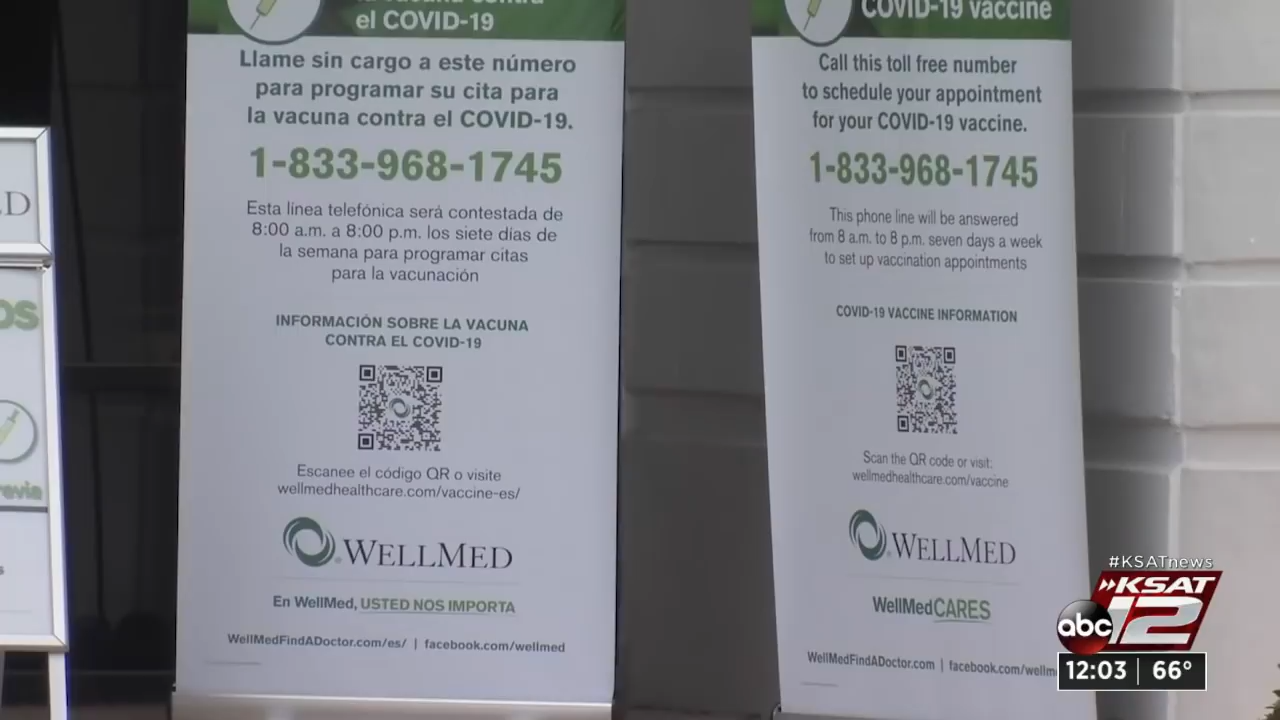 el COVID-19
Llame sin cargo a este número
para programar su cita para
la vacuna contra el COVID-19.
1-833-968-1745
Esta línea telefónica será contestada de
8:00 a.m. a 8:00 p.m. los siete días de
la semana para programar citas
para la vacunación
INFORMACIÓN SOBRE LA VACUNA
CONTRA EL COVID-19
Escanee el código QR o visite
wellmedhealthcare.com/vaccine-es/
WELLMED
En WellMed, USTED NOS IMPORTA
WellMedFindADoctor.com/es/ | facebook.com/wellmed
COVID-19 vaccine
Call this toll free number
to schedule your appointment
for your COVID-19 vaccine.
1-833-968-1745
This phone line will be answered
from 8 a.m. to 8 p.m. seven days a week
to set up vaccination appointments
COVID-19 VACCINE INFORMATION
Scan the QR code or visit:
wellmedhealthcare.com/vaccine
WELLMED
WellMedCARES
WellMedFindADoctor.com | facebook.com/wellm
#KSATnews
KSAT
abc 12
12:03 | 66°